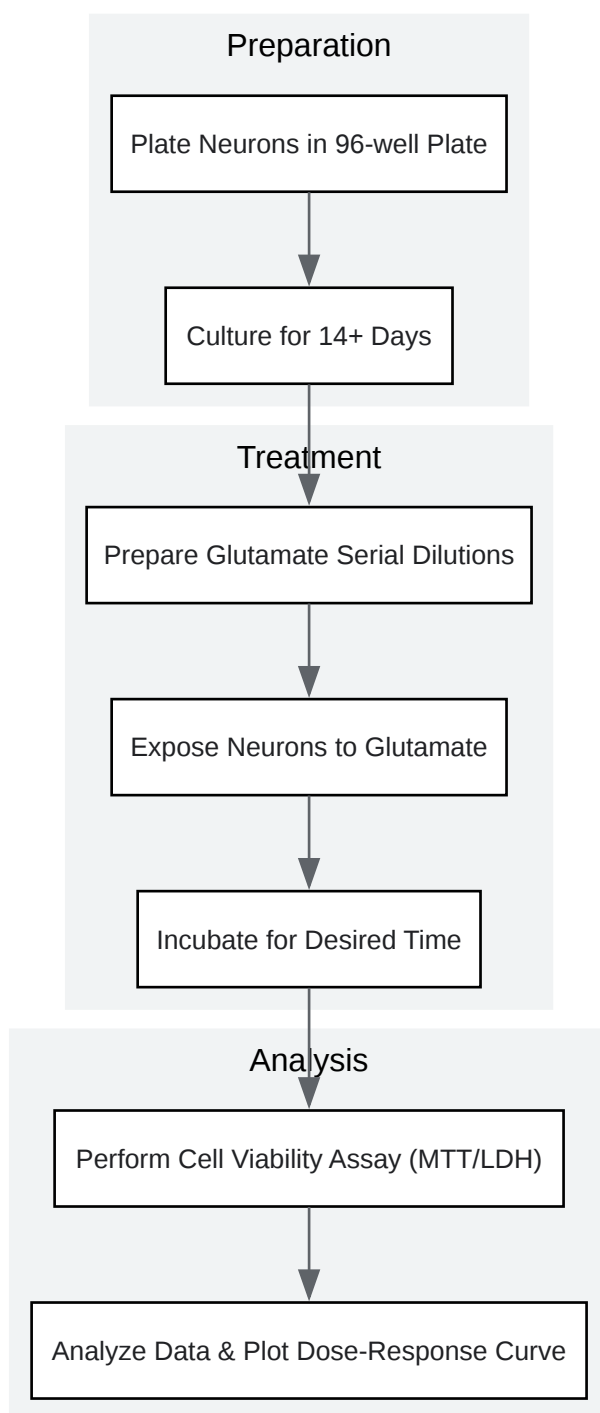 Preparation
Plate Neurons in 96-well Plate
Culture for 14+ Days
Treatment
Prepare Glutamate Serial Dilutions
Expose Neurons to Glutamate
Incubate for Desired Time
Analysis
Perform Cell Viability Assay (MTT/LDH)
Analyze Data & Plot Dose-Response Curve